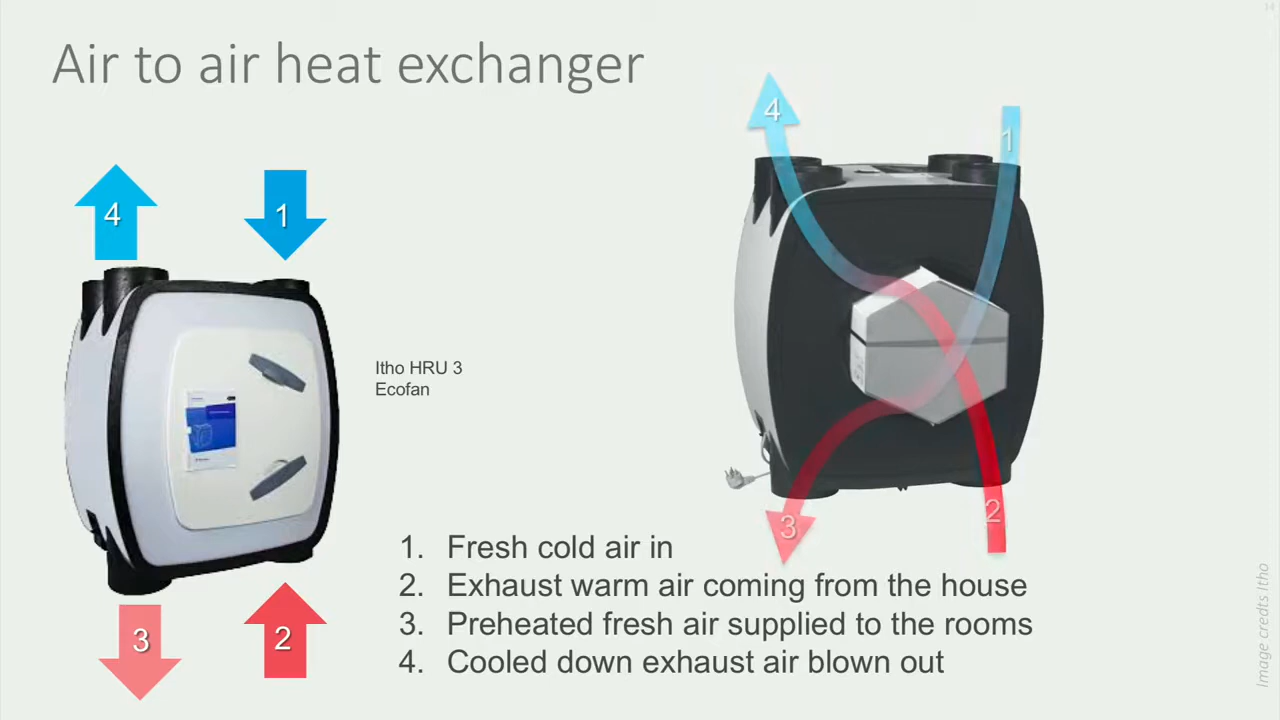 Air to air heat exchanger
4
1
4
1
Itho HRU 3
Ecofan
3
2
3
2
1. Fresh cold air in
2. Exhaust warm air coming from the house
3. Preheated fresh air supplied to the rooms
4. Cooled down exhaust air blown out
Image credts Itho